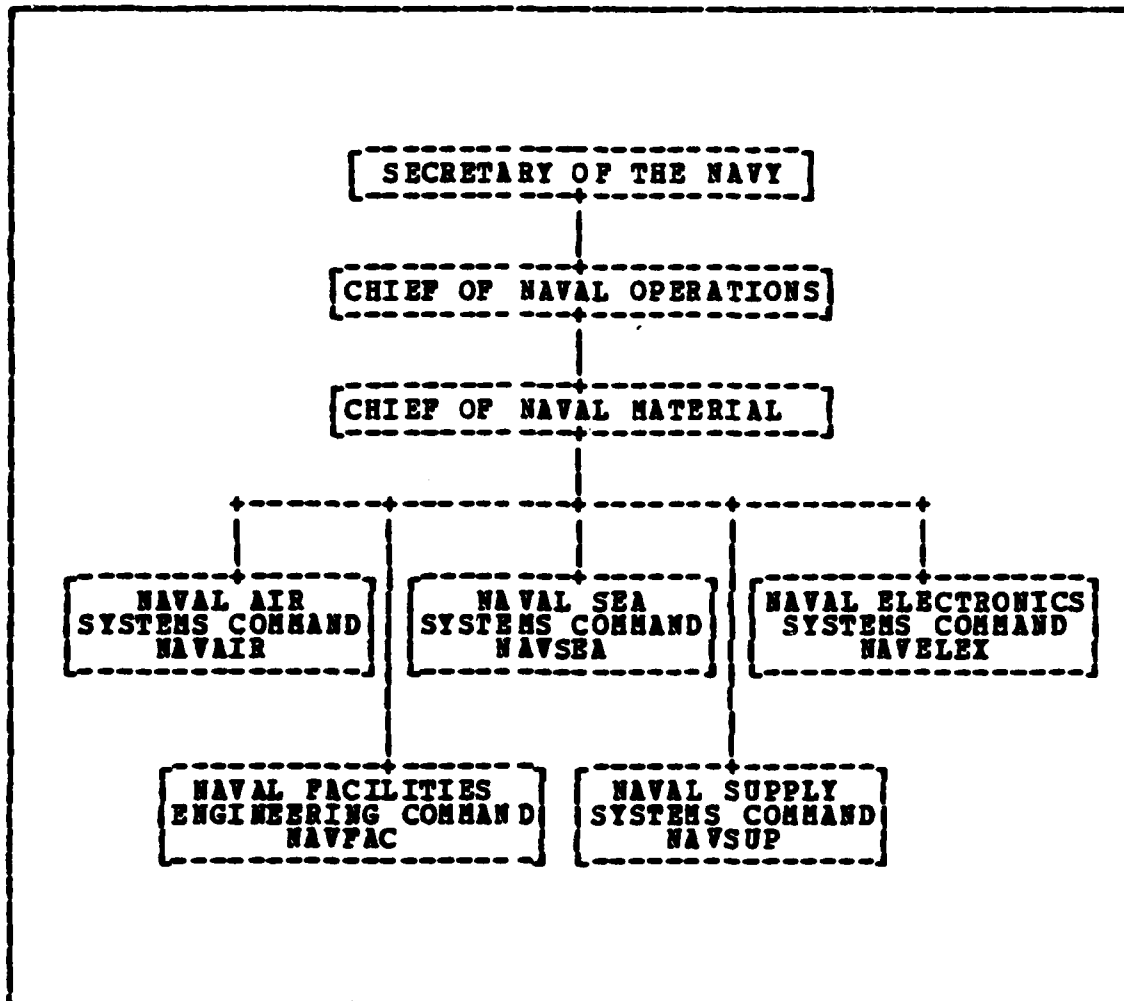 SECRETARY OF THE NAVY
CHIEF OF NAVAL OPERATIONS
CHIEF OF NAVAL MATERIAL
NAVAL AIR
SYSTEMS COMMAND
NAVAIR
NAVAL SEA
SYSTEMS COMMAND
NAVSEA
NAVAL ELECTRONICS
SYSTEMS COMMAND
NAVELEX
NAVAL FACILITIES
ENGINEERING COMMAND
NAVFAC
NAVAL SUPPLY
SYSTEMS COMMAND
NAVSUP